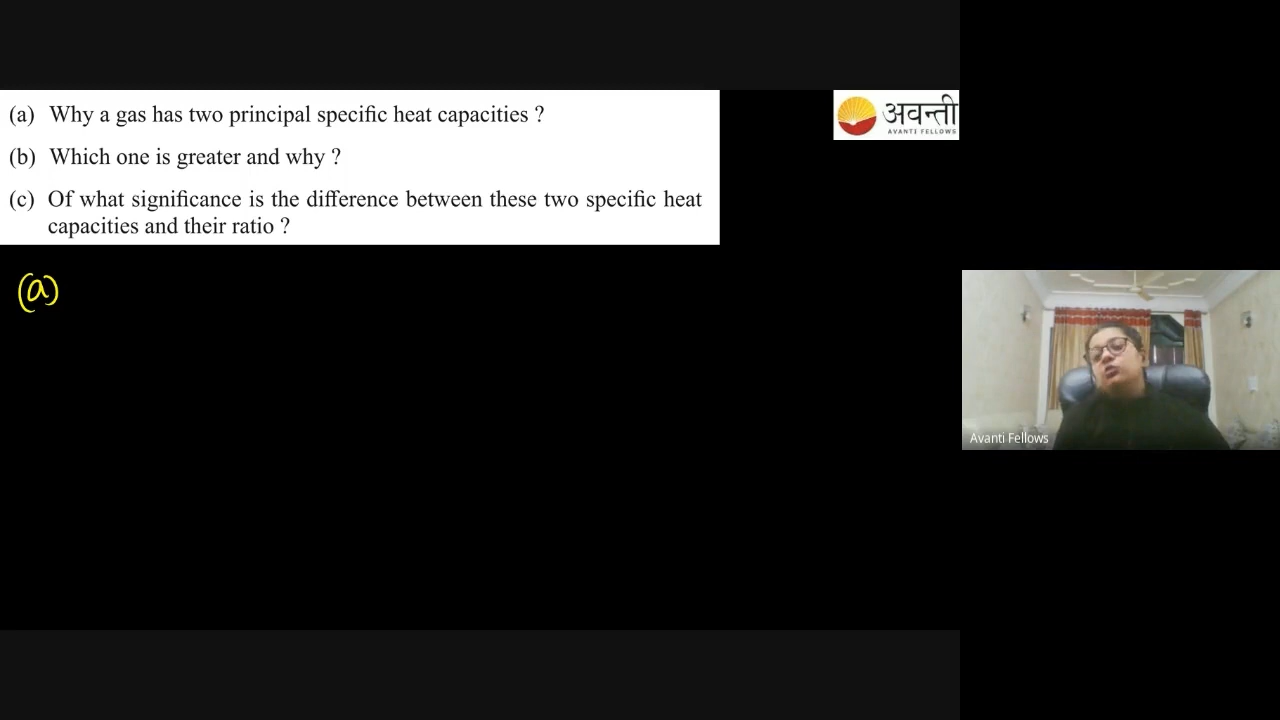 (a) Why a gas has two principal specific heat capacities ?
(b) Which one is greater and why ?
(c) Of what significance is the difference between these two specific heat
capacities and their ratio ?
अवन्ती
AVANTI FELLOWS
(a)
Avanti Fellows